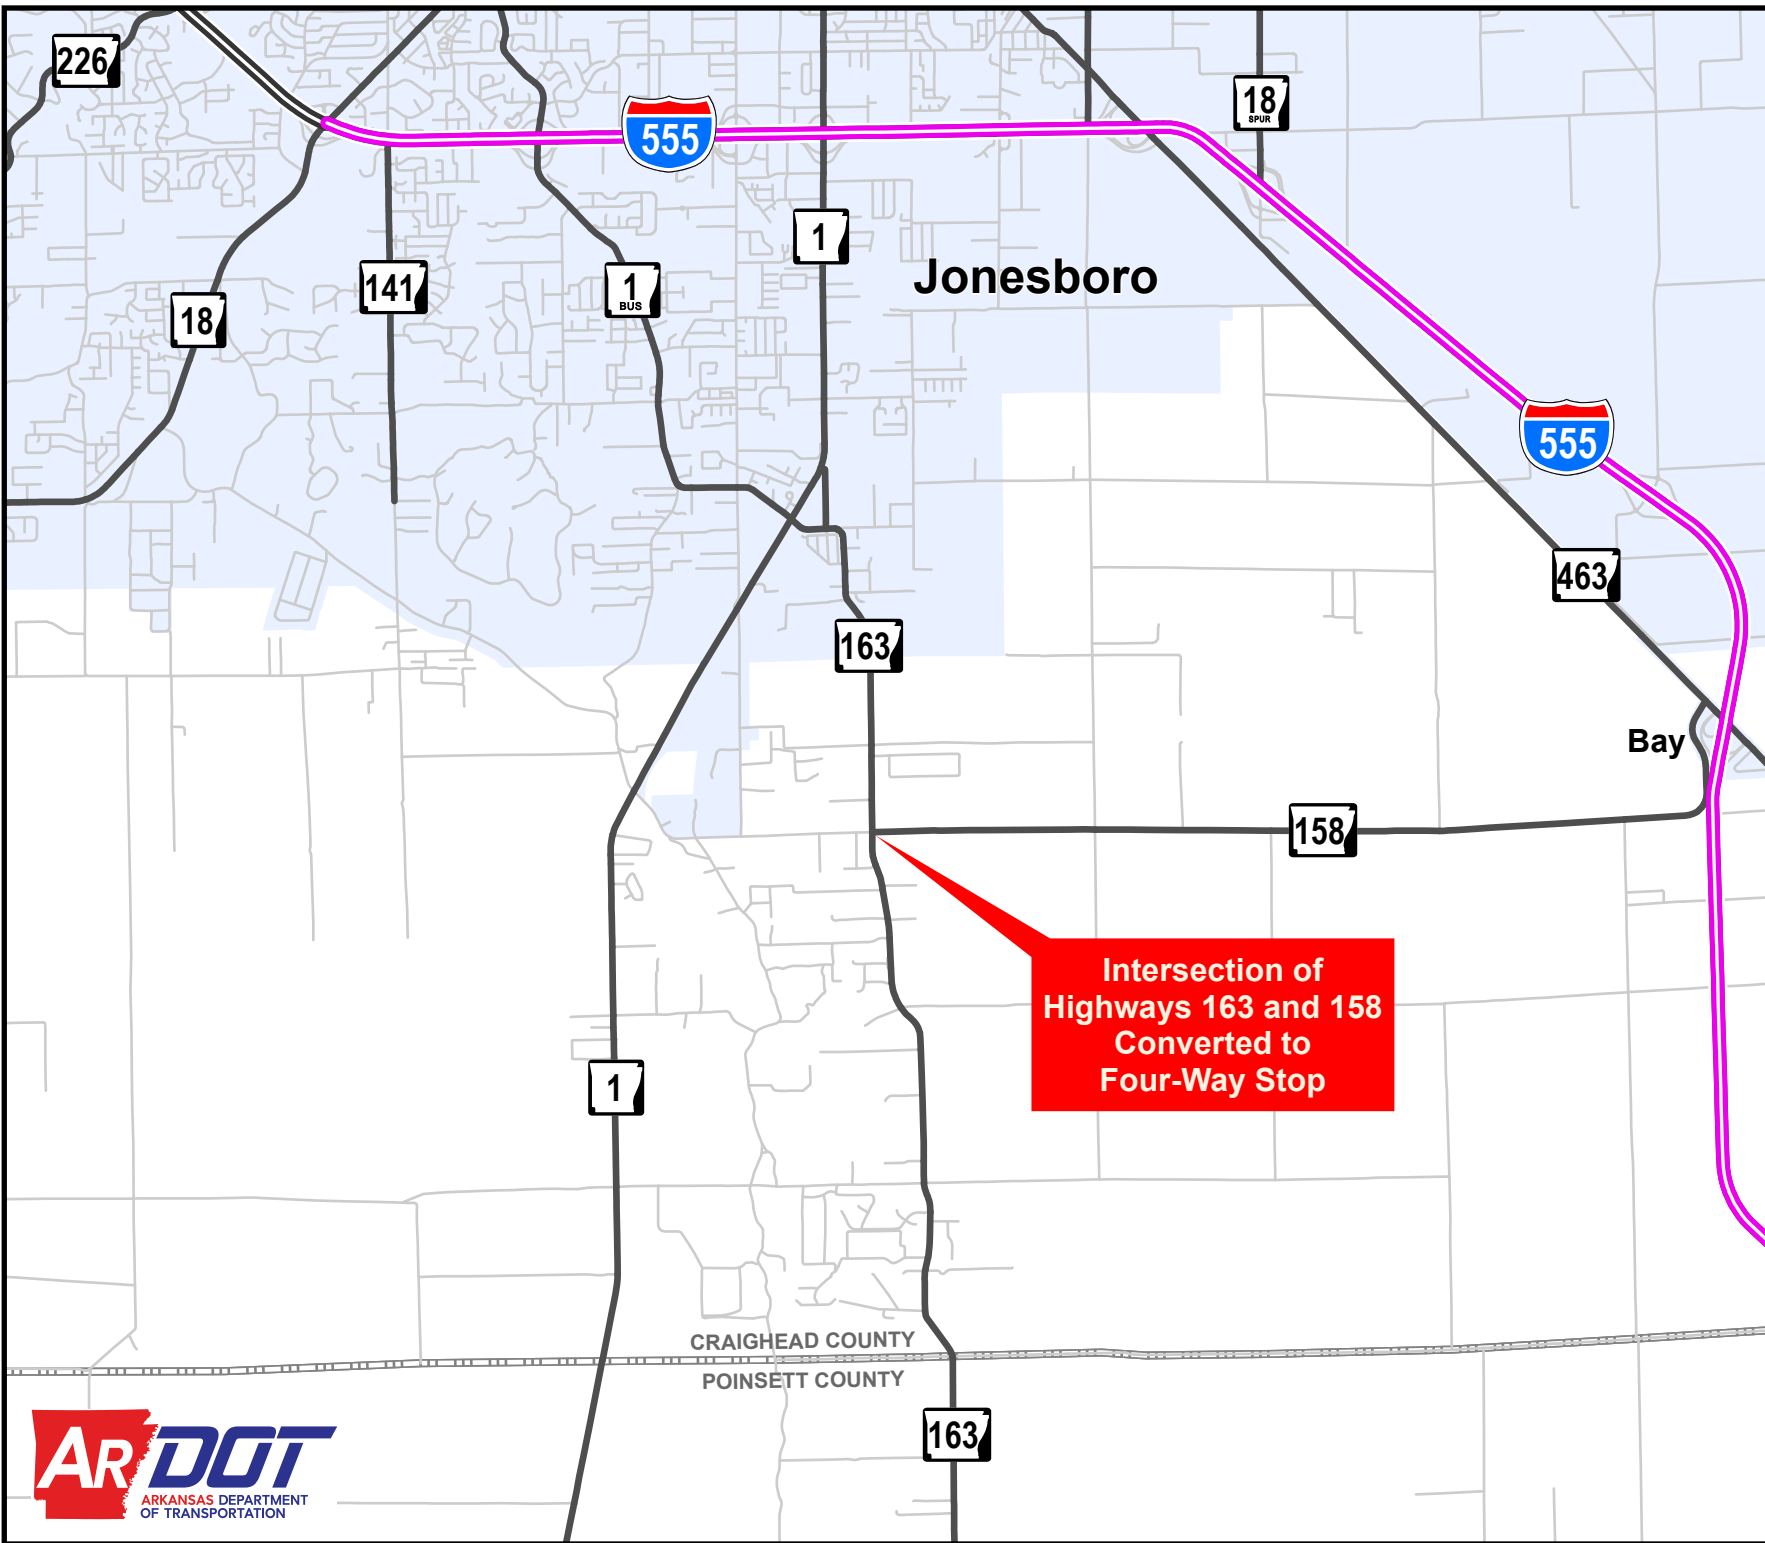 226
18
SPUR
555
1
Jonesboro
141
1
BUS
18
555
463
163
Bay
158
Intersection of
Highways 163 and 158
Converted to
Four-Way Stop
1
CRAIGHEAD COUNTY
POINSETT COUNTY
163
ARDOT
ARKANSAS DEPARTMENT
OF TRANSPORTATION